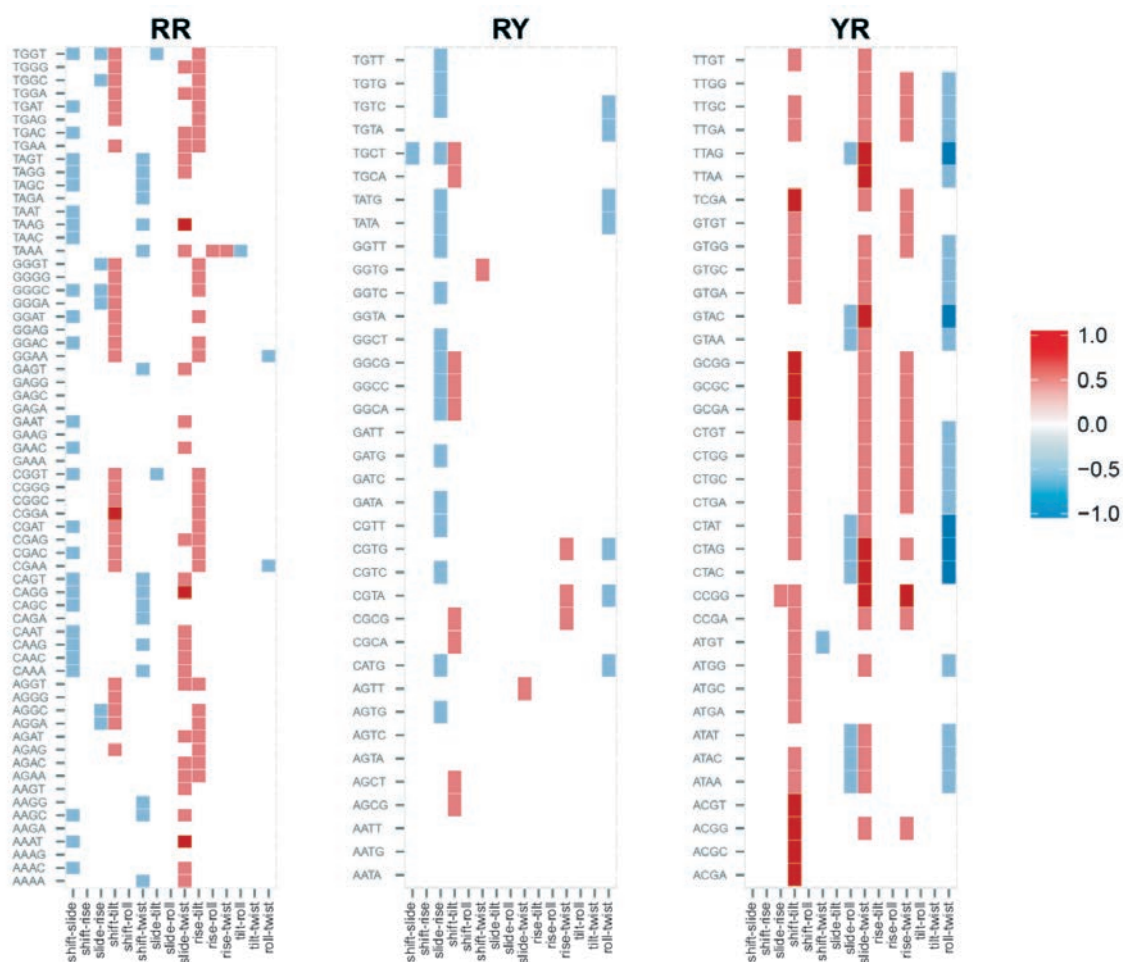 RR
RY
YR
TGGT
TGGG
TGGC
TGGA
TGAT
TGAG
TGAC
TGAA
TAGT
TAGG
TAGC
TAGA
TAAT
TAAG
TAAC
TAAA
GGGT
GGGG
GGGC
GGGA
GGAT
GGAG
GGAC
GGAA
GAGT
GAGG
GAGC
GAGA
GAAT
GAAG
GAAC
GAAA
CGGT
CGGG
CGGC
CGGA
CGAT
CGAG
CGAC
CGAA
CAGT
CAGG
CAGC
CAGA
CAAT
CAAG
CAAC
CAAA
AGGT
AGGG
AGGC
AGGA
AGAT
AGAG
AGAC
AGAA
AAGT
AAGG
AAGC
AAGA
AAAT
AAAG
AAAC
AAAA
shift-slide
shift-rise
slide-rise
shift-tilt
shift-roll
shift-twist
slide-tilt
slide-roll
slide-twist
rise-tilt
rise-roll
rise-twist
tilt-roll
tilt-twist
roll-twist
TGTT
TGTG
TGTC
TGTA
TGCT
TGCA
TATG
TATA
GGTT
GGTG
GGTC
GGTA
GGCT
GGCG
GGCC
GGCA
GATT
GATG
GATC
GATA
CGTT
CGTG
CGTC
CGTA
CGCG
CGCA
CATG
AGTT
AGTG
AGTC
AGTA
AGCT
AGCG
AATT
AATG
AATA
shift-slide
shift-rise
slide-rise
shift-tilt
shift-roll
shift-twist
slide-tilt
slide-roll
slide-twist
rise-tilt
rise-roll
rise-twist
tilt-roll
tilt-twist
roll-twist
TTGT
TTGG
TTGC
TTGA
TTAG
TTAA
TCGA
GTGT
GTGG
GTGC
GTGA
GTAC
GTAA
GCGG
GCGC
GCGA
CTGT
CTGG
CTGC
CTGA
CTAT
CTAG
CTAC
CCGG
CCGA
ATGT
ATGG
ATGC
ATGA
ATAT
ATAC
ATAA
ACGT
ACGG
ACGC
ACGA
shift-slide
shift-rise
slide-rise
shift-tilt
shift-roll
shift-twist
slide-tilt
slide-roll
slide-twist
rise-tilt
rise-roll
rise-twist
tilt-roll
tilt-twist
roll-twist
1.0
0.5
0.0
−0.5
−1.0